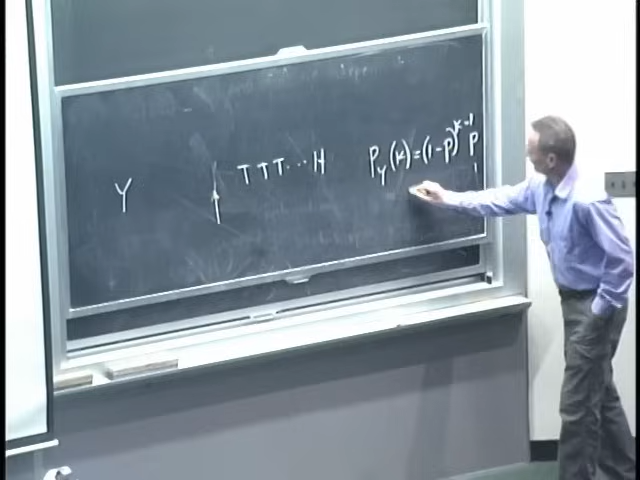 Y T T T ... H P_Y(k) = (1-p)^{k-1} p